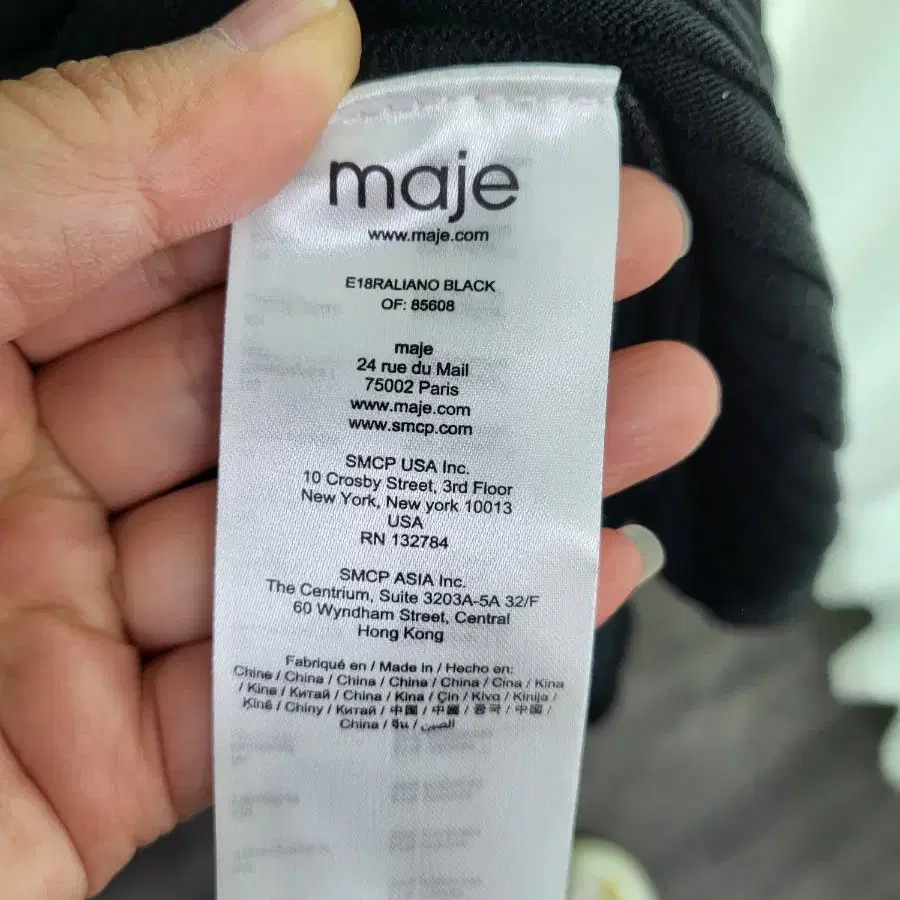 maje
www.maje.com
E18RALIANO BLACK
OF: 85608
maje
24 rue du Mail
75002 Paris
www.maje.com
www.smcp.com
SMCP USA Inc.
10 Crosby Street, 3rd Floor
New York, New york 10013
USA
RN 132784
SMCP ASIA Inc.
The Centrium, Suite 3203A-5A 32/F
60 Wyndham Street, Central
Hong Kong
Fabriqué en / Made in / Hecho en:
Chine / China / China / China / China / Cina / Kina
/ Kina / Китай / China / Kina / Çin / Κίνα / Kinija /
Kínă / Chiny / Китай / 中国 / 中國 / 중국 / 中国 /
China / จีน / الصين